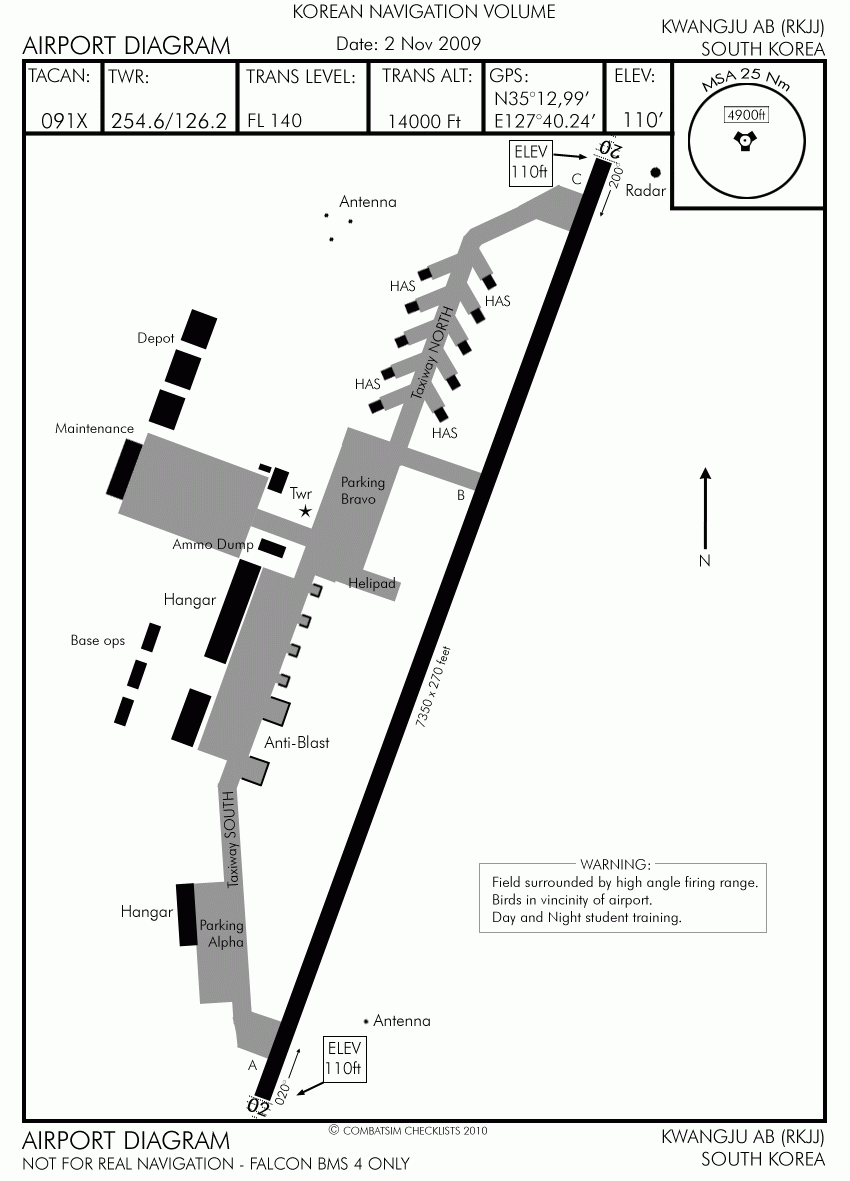 KOREAN NAVIGATION VOLUME
AIRPORT DIAGRAM
Date: 2 Nov 2009
KWANGJU AB (RKJJ)
SOUTH KOREA
TACAN:
091X
TWR:
254.6/126.2
TRANS LEVEL:
FL 140
TRANS ALT:
14000 Ft
GPS:
N35°12,99'
E127°40.24'
ELEV:
110'
MSA 25 Nm
4900ft
ELEV
110ft
20
C
200°
Radar
Antenna
HAS
HAS
Taxiway NORTH
Depot
HAS
HAS
Maintenance
Parking
Bravo
B
Twr
N
Ammo Dump
Helipad
Hangar
Base ops
7350 x 270 feet
Anti-Blast
Taxiway SOUTH
WARNING:
Field surrounded by high angle firing range.
Birds in vincinity of airport.
Day and Night student training.
Hangar
Parking
Alpha
Antenna
A
ELEV
110ft
020°
02
© COMBATSIM CHECKLISTS 2010
AIRPORT DIAGRAM
NOT FOR REAL NAVIGATION - FALCON BMS 4 ONLY
KWANGJU AB (RKJJ)
SOUTH KOREA